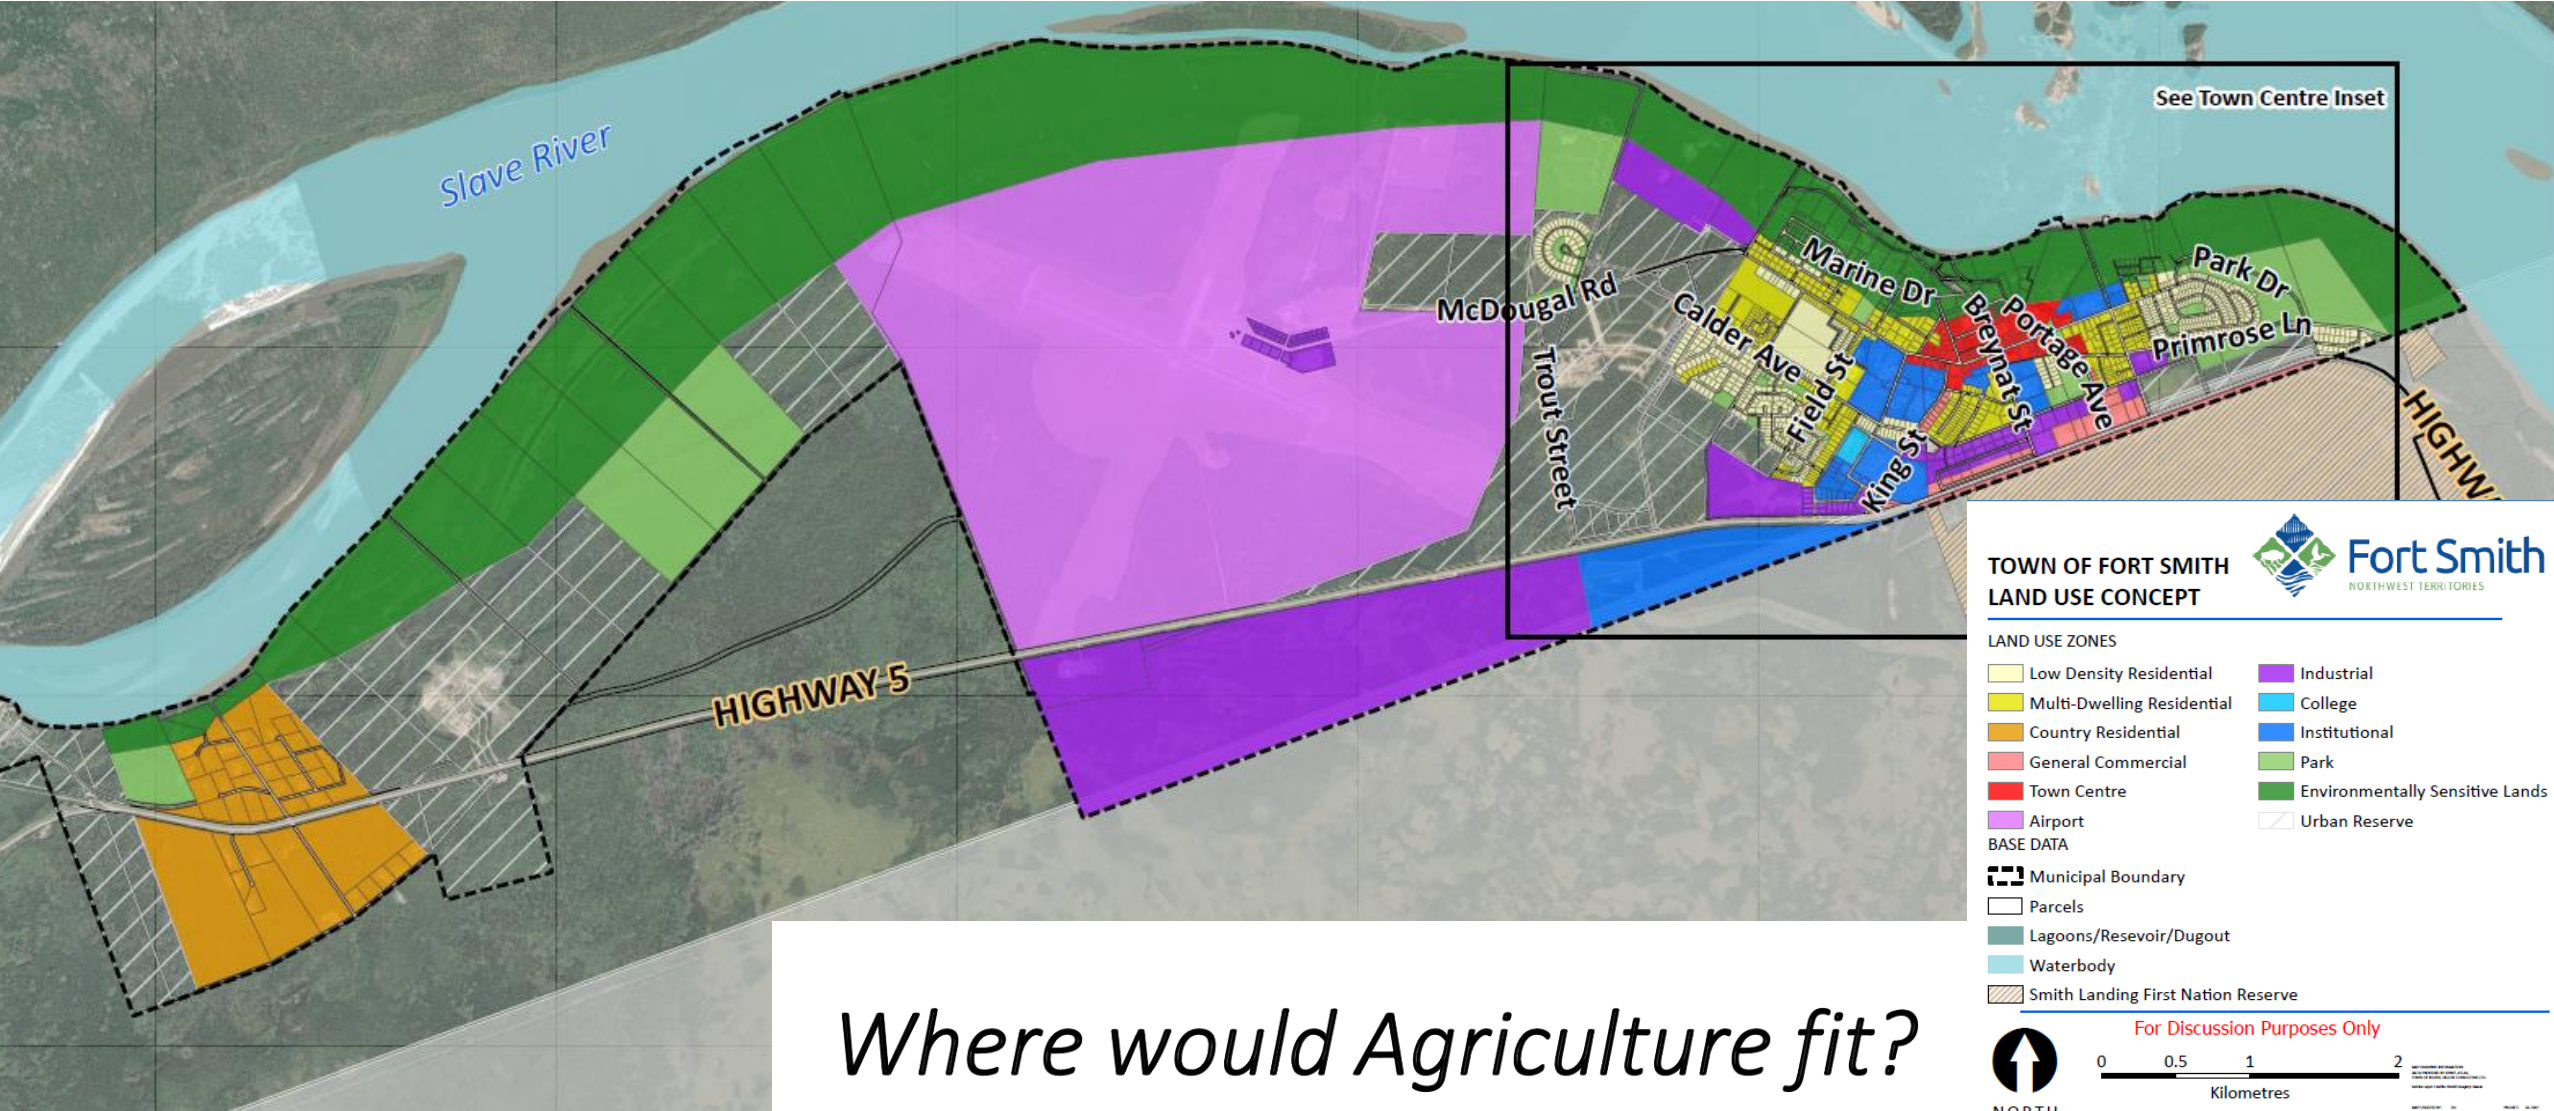 See Town Centre Inset
Slave River
McDougal Rd
Trout Street
Calder Ave
Field St
King St
Marine Dr
Breynat St
Portage Ave
Park Dr
Primrose Ln
HIGHWAY 5
HIGHW
TOWN OF FORT SMITH
LAND USE CONCEPT
Fort Smith
NORTHWEST TERRITORIES
LAND USE ZONES
Low Density Residential
Multi-Dwelling Residential
Country Residential
General Commercial
Town Centre
Airport
Industrial
College
Institutional
Park
Environmentally Sensitive Lands
Urban Reserve
BASE DATA
Municipal Boundary
Parcels
Lagoons/Resevoir/Dugout
Waterbody
Smith Landing First Nation Reserve
For Discussion Purposes Only
0 0.5 1 2
Kilometres
NORTH
Where would Agriculture fit?